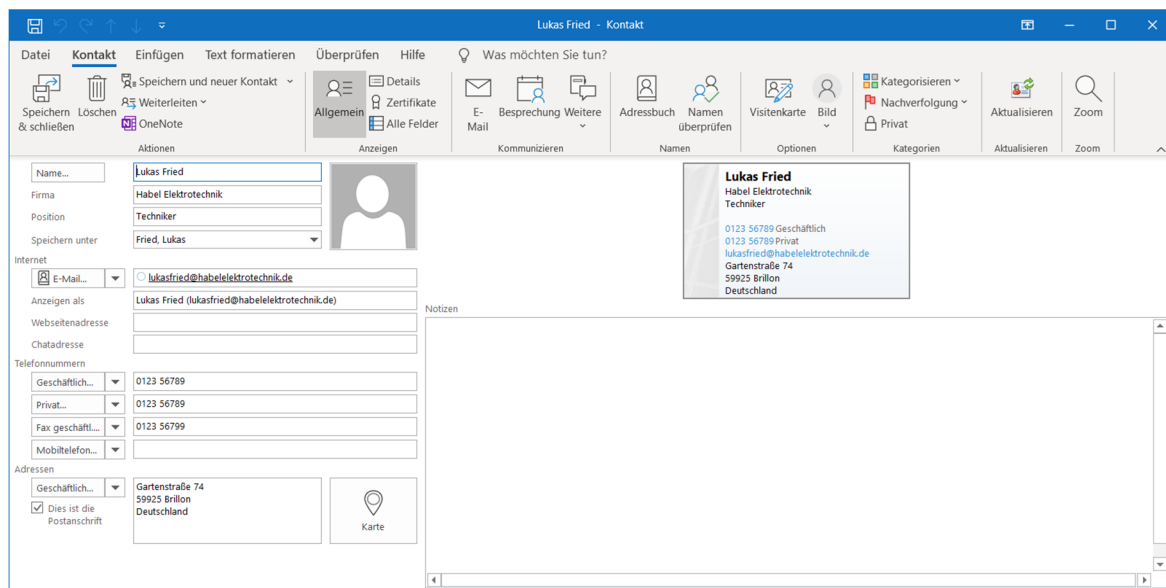 Lukas Fried - Kontakt
Datei Kontakt Einfügen Text formatieren Überprüfen Hilfe Was möchten Sie tun?
Speichern & schließen
Löschen
Speichern und neuer Kontakt
Weiterleiten
OneNote
Aktionen
Allgemein
Details
Zertifikate
Alle Felder
Anzeigen
E-Mail
Besprechung
Weitere
Kommunizieren
Adressbuch
Namen überprüfen
Namen
Visitenkarte
Bild
Optionen
Kategorisieren
Nachverfolgung
Privat
Kategorien
Aktualisieren
Aktualisieren
Zoom
Zoom
Name... Lukas Fried
Firma Habel Elektrotechnik
Position Techniker
Speichern unter Fried, Lukas
Internet
E-Mail... lukasfried@habelelektrotechnik.de
Anzeigen als Lukas Fried (lukasfried@habelelektrotechnik.de)
Webseitenadresse
Chatadresse
Telefonnummern
Geschäftlich... 0123 56789
Privat... 0123 56789
Fax geschäftl.... 0123 56799
Mobiltelefon...
Adressen
Geschäftlich...
Dies ist die
Postanschrift
Gartenstraße 74
59925 Brillon
Deutschland
Karte
Lukas Fried
Habel Elektrotechnik
Techniker
0123 56789 Geschäftlich
0123 56789 Privat
lukasfried@habelelektrotechnik.de
Gartenstraße 74
59925 Brillon
Deutschland
Notizen